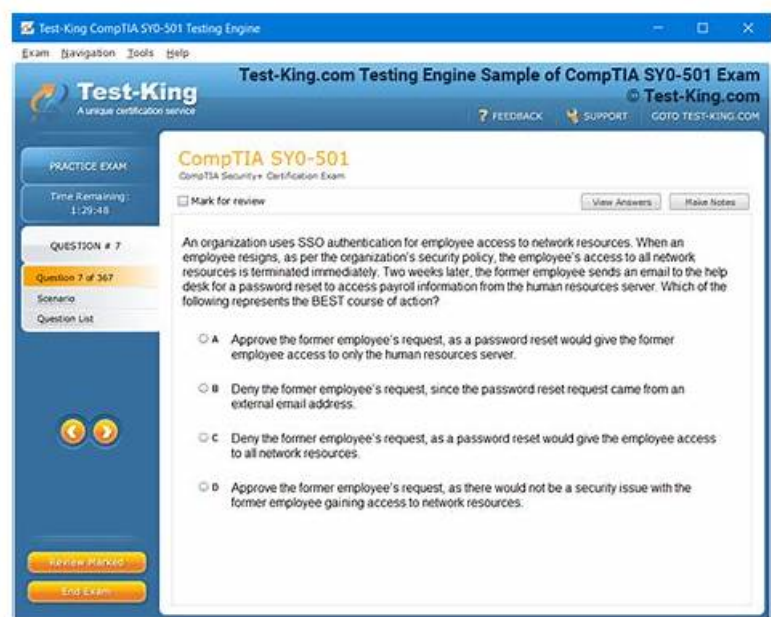 Test-King CompTIA SY0-501 Testing Engine
Exam Navigation Tools Help
Test-King
A unique certification service
Test-King.com Testing Engine Sample of CompTIA SY0-501 Exam
© Test-King.com
? FEEDBACK SUPPORT GOTO TEST-KING.COM
PRACTICE EXAM
Time Remaining:
1:29:48
QUESTION # 7
Question 7 of 367
Scenario
Question List
CompTIA SY0-501
CompTIA Security+ Certification Exam
Mark for review
View Answers
Make Notes
An organization uses SSO authentication for employee access to network resources. When an
employee resigns, as per the organization's security policy, the employee's access to all network
resources is terminated immediately. Two weeks later, the former employee sends an email to the help
desk for a password reset to access payroll information from the human resources server. Which of the
following represents the BEST course of action?
A Approve the former employee's request, as a password reset would give the former
employee access to only the human resources server.
B Deny the former employee's request, since the password reset request came from an
external email address.
C Deny the former employee's request, as a password reset would give the employee access
to all network resources.
D Approve the former employee's request, as there would not be a security issue with the
former employee gaining access to network resources.
Review Marked
End Exam